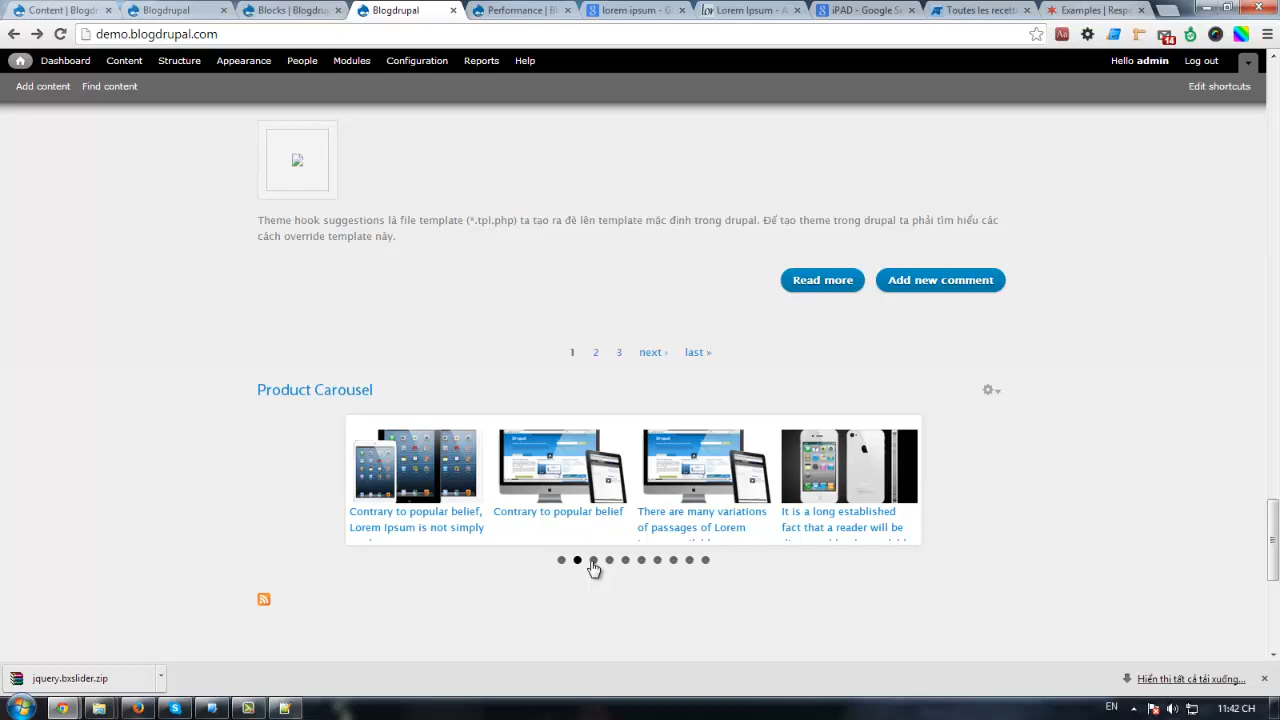 Content | Blogdr
Blogdrupal
Blocks | Blogdrup
Blogdrupal
Performance | Bl
lorem ipsum - G
Lorem Ipsum - A
iPAD - Google Se
Toutes les recett
Examples | Respo
demo.blogdrupal.com
14
Dashboard Content Structure Appearance People Modules Configuration Reports Help
Hello admin Log out
Add content Find content
Edit shortcuts
Theme hook suggestions là file template (*.tpl.php) ta tạo ra đè lên template mặc định trong drupal. Để tạo theme trong drupal ta phải tìm hiểu các
cách override template này.
Read more
Add new comment
1 2 3 next › last »
Product Carousel
Contrary to popular belief,
Lorem Ipsum is not simply
Contrary to popular belief
There are many variations
of passages of Lorem
It is a long established
fact that a reader will be
jquery.bxslider.zip
Hiển thị tất cả tải xuống...
EN
11:42 CH